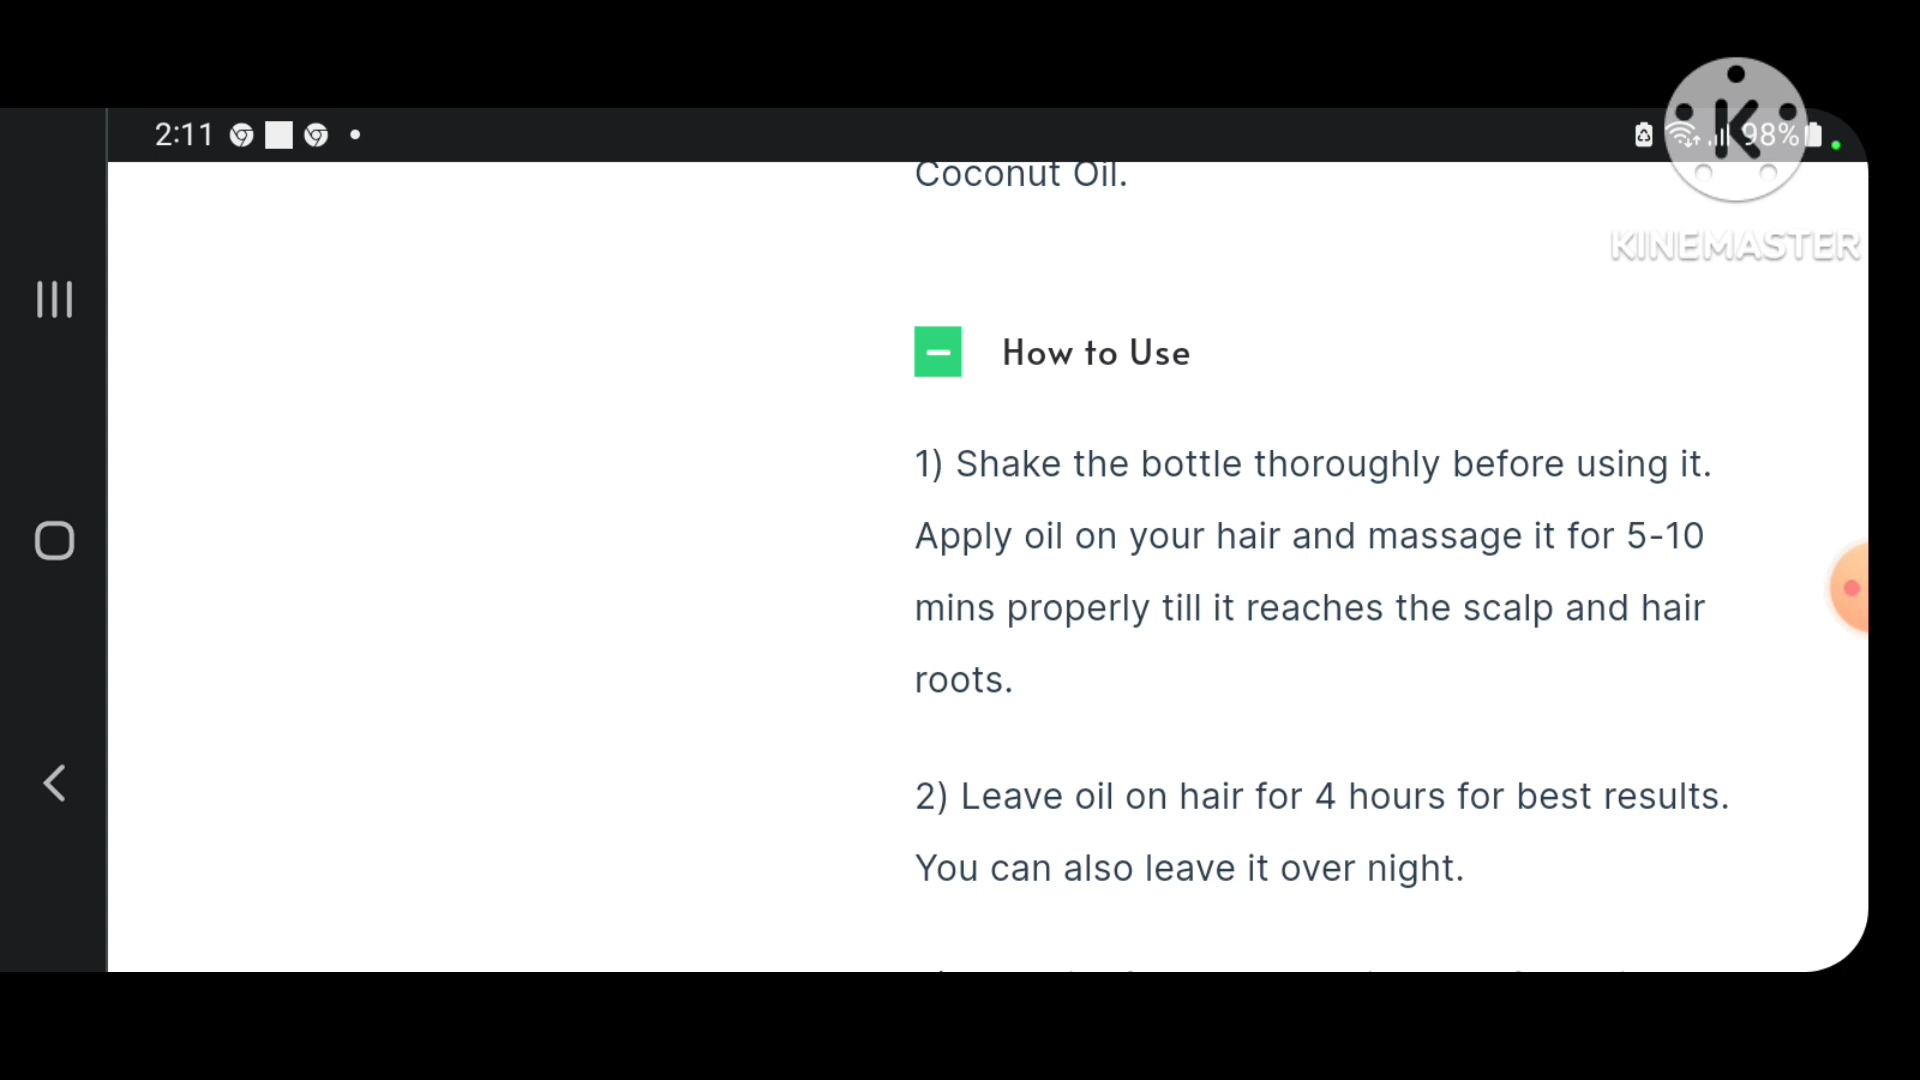 2:11
98%
KINEMASTER
Coconut Oil.
How to Use
1) Shake the bottle thoroughly before using it.
Apply oil on your hair and massage it for 5-10
mins properly till it reaches the scalp and hair
roots.
2) Leave oil on hair for 4 hours for best results.
You can also leave it over night.